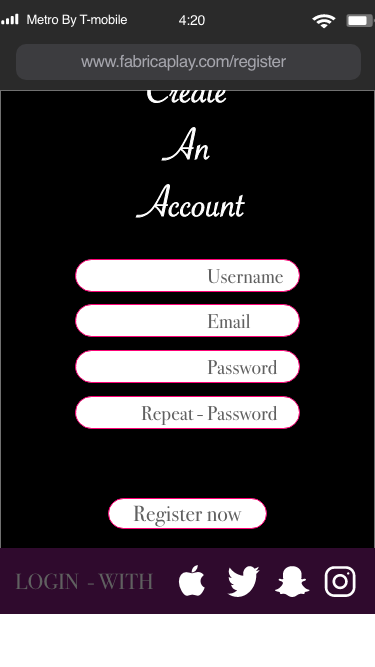 Metro By T-mobile 4:20
www.fabricaplay.com/register
Create
An
Account
Username
Email
Password
Repeat - Password
Register now
LOGIN - WITH